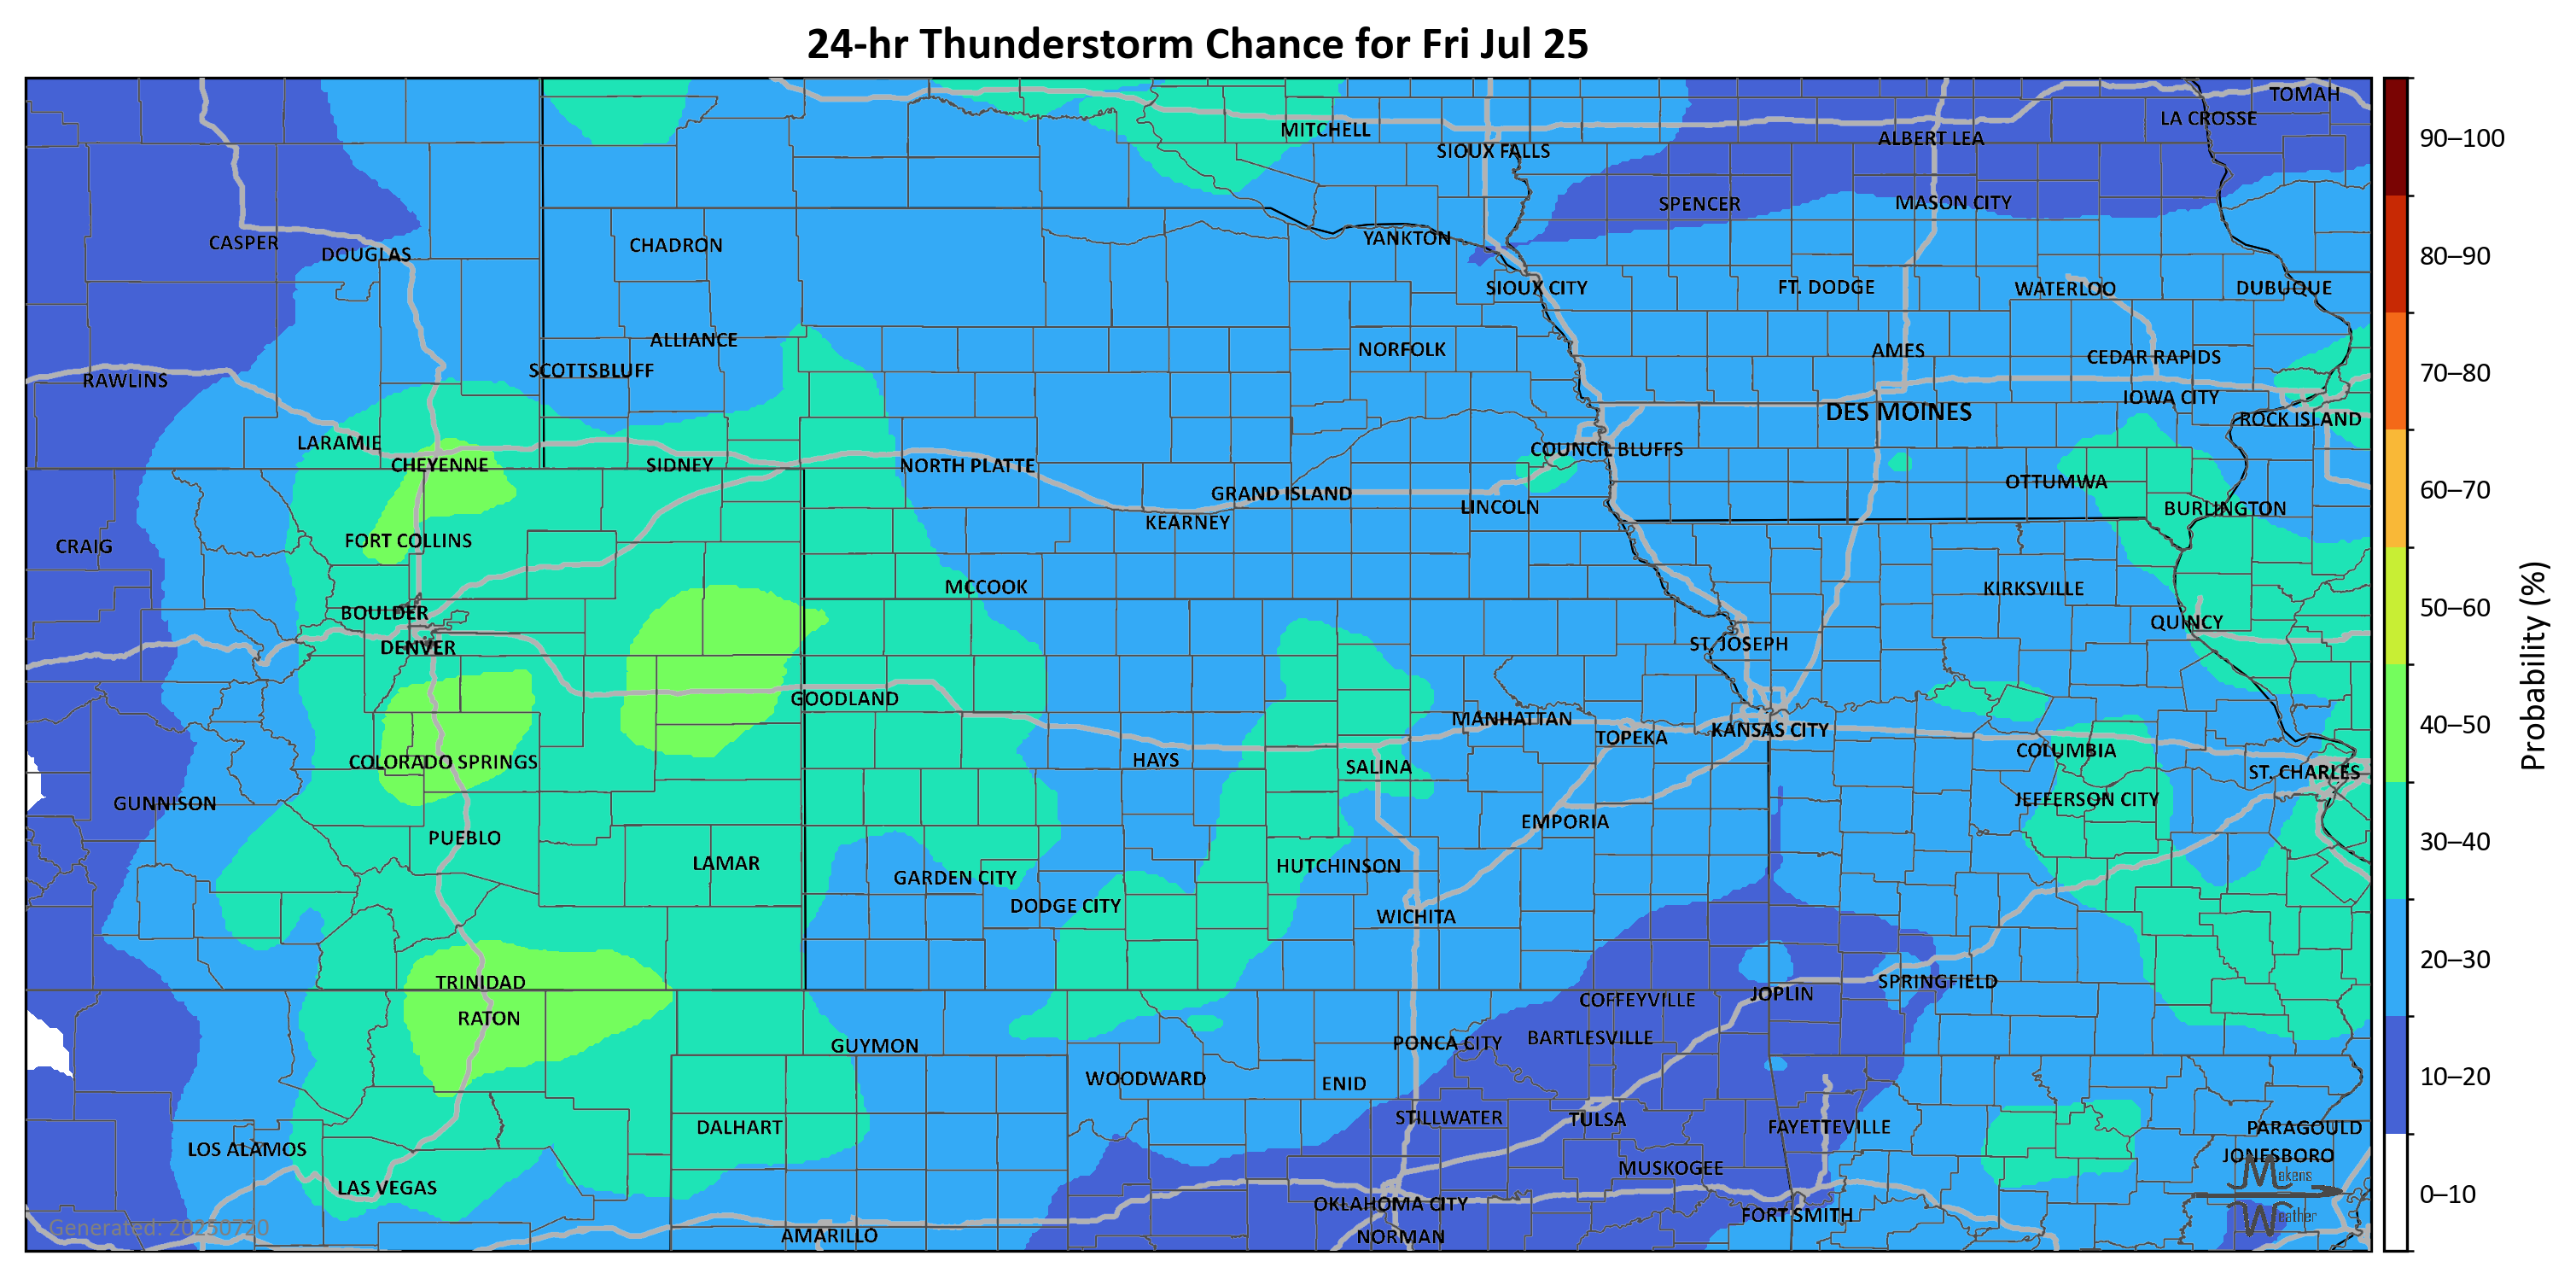 24-hr Thunderstorm Chance for Fri Jul 25
TOMAH
LA CROSSE
MITCHELL
ALBERT LEA
90–100
SIOUX FALLS
SPENCER
MASON CITY
YANKTON
CASPER
CHADRON
DOUGLAS
80–90
SIOUX CITY
FT. DODGE
WATERLOO
DUBUQUE
ALLIANCE
NORFOLK
AMES
CEDAR RAPIDS
SCOTTSBLUFF
70–80
RAWLINS
IOWA CITY
DES MOINES
ROCK ISLAND
LARAMIE
COUNCIL BLUFFS
CHEYENNE
SIDNEY
NORTH PLATTE
OTTUMWA
60–70
GRAND ISLAND
LINCOLN
BURLINGTON
KEARNEY
FORT COLLINS
CRAIG
MCCOOK
KIRKSVILLE
50–60
BOULDER
QUINCY
DENVER
ST. JOSEPH
Probability (%)
GOODLAND
MANHATTAN
40–50
KANSAS CITY
TOPEKA
COLUMBIA
HAYS
COLORADO SPRINGS
SALINA
ST. CHARLES
GUNNISON
JEFFERSON CITY
EMPORIA
PUEBLO
30–40
LAMAR
HUTCHINSON
GARDEN CITY
DODGE CITY
WICHITA
20–30
TRINIDAD
SPRINGFIELD
JOPLIN
COFFEYVILLE
RATON
BARTLESVILLE
PONCA CITY
GUYMON
WOODWARD
10–20
ENID
STILLWATER
TULSA
DALHART
FAYETTEVILLE
PARAGOULD
LOS ALAMOS
JONESBORO
MUSKOGEE
Makens
LAS VEGAS
0–10
OKLAHOMA CITY
FORT SMITH
Weather
Generated: 20250720
AMARILLO
NORMAN